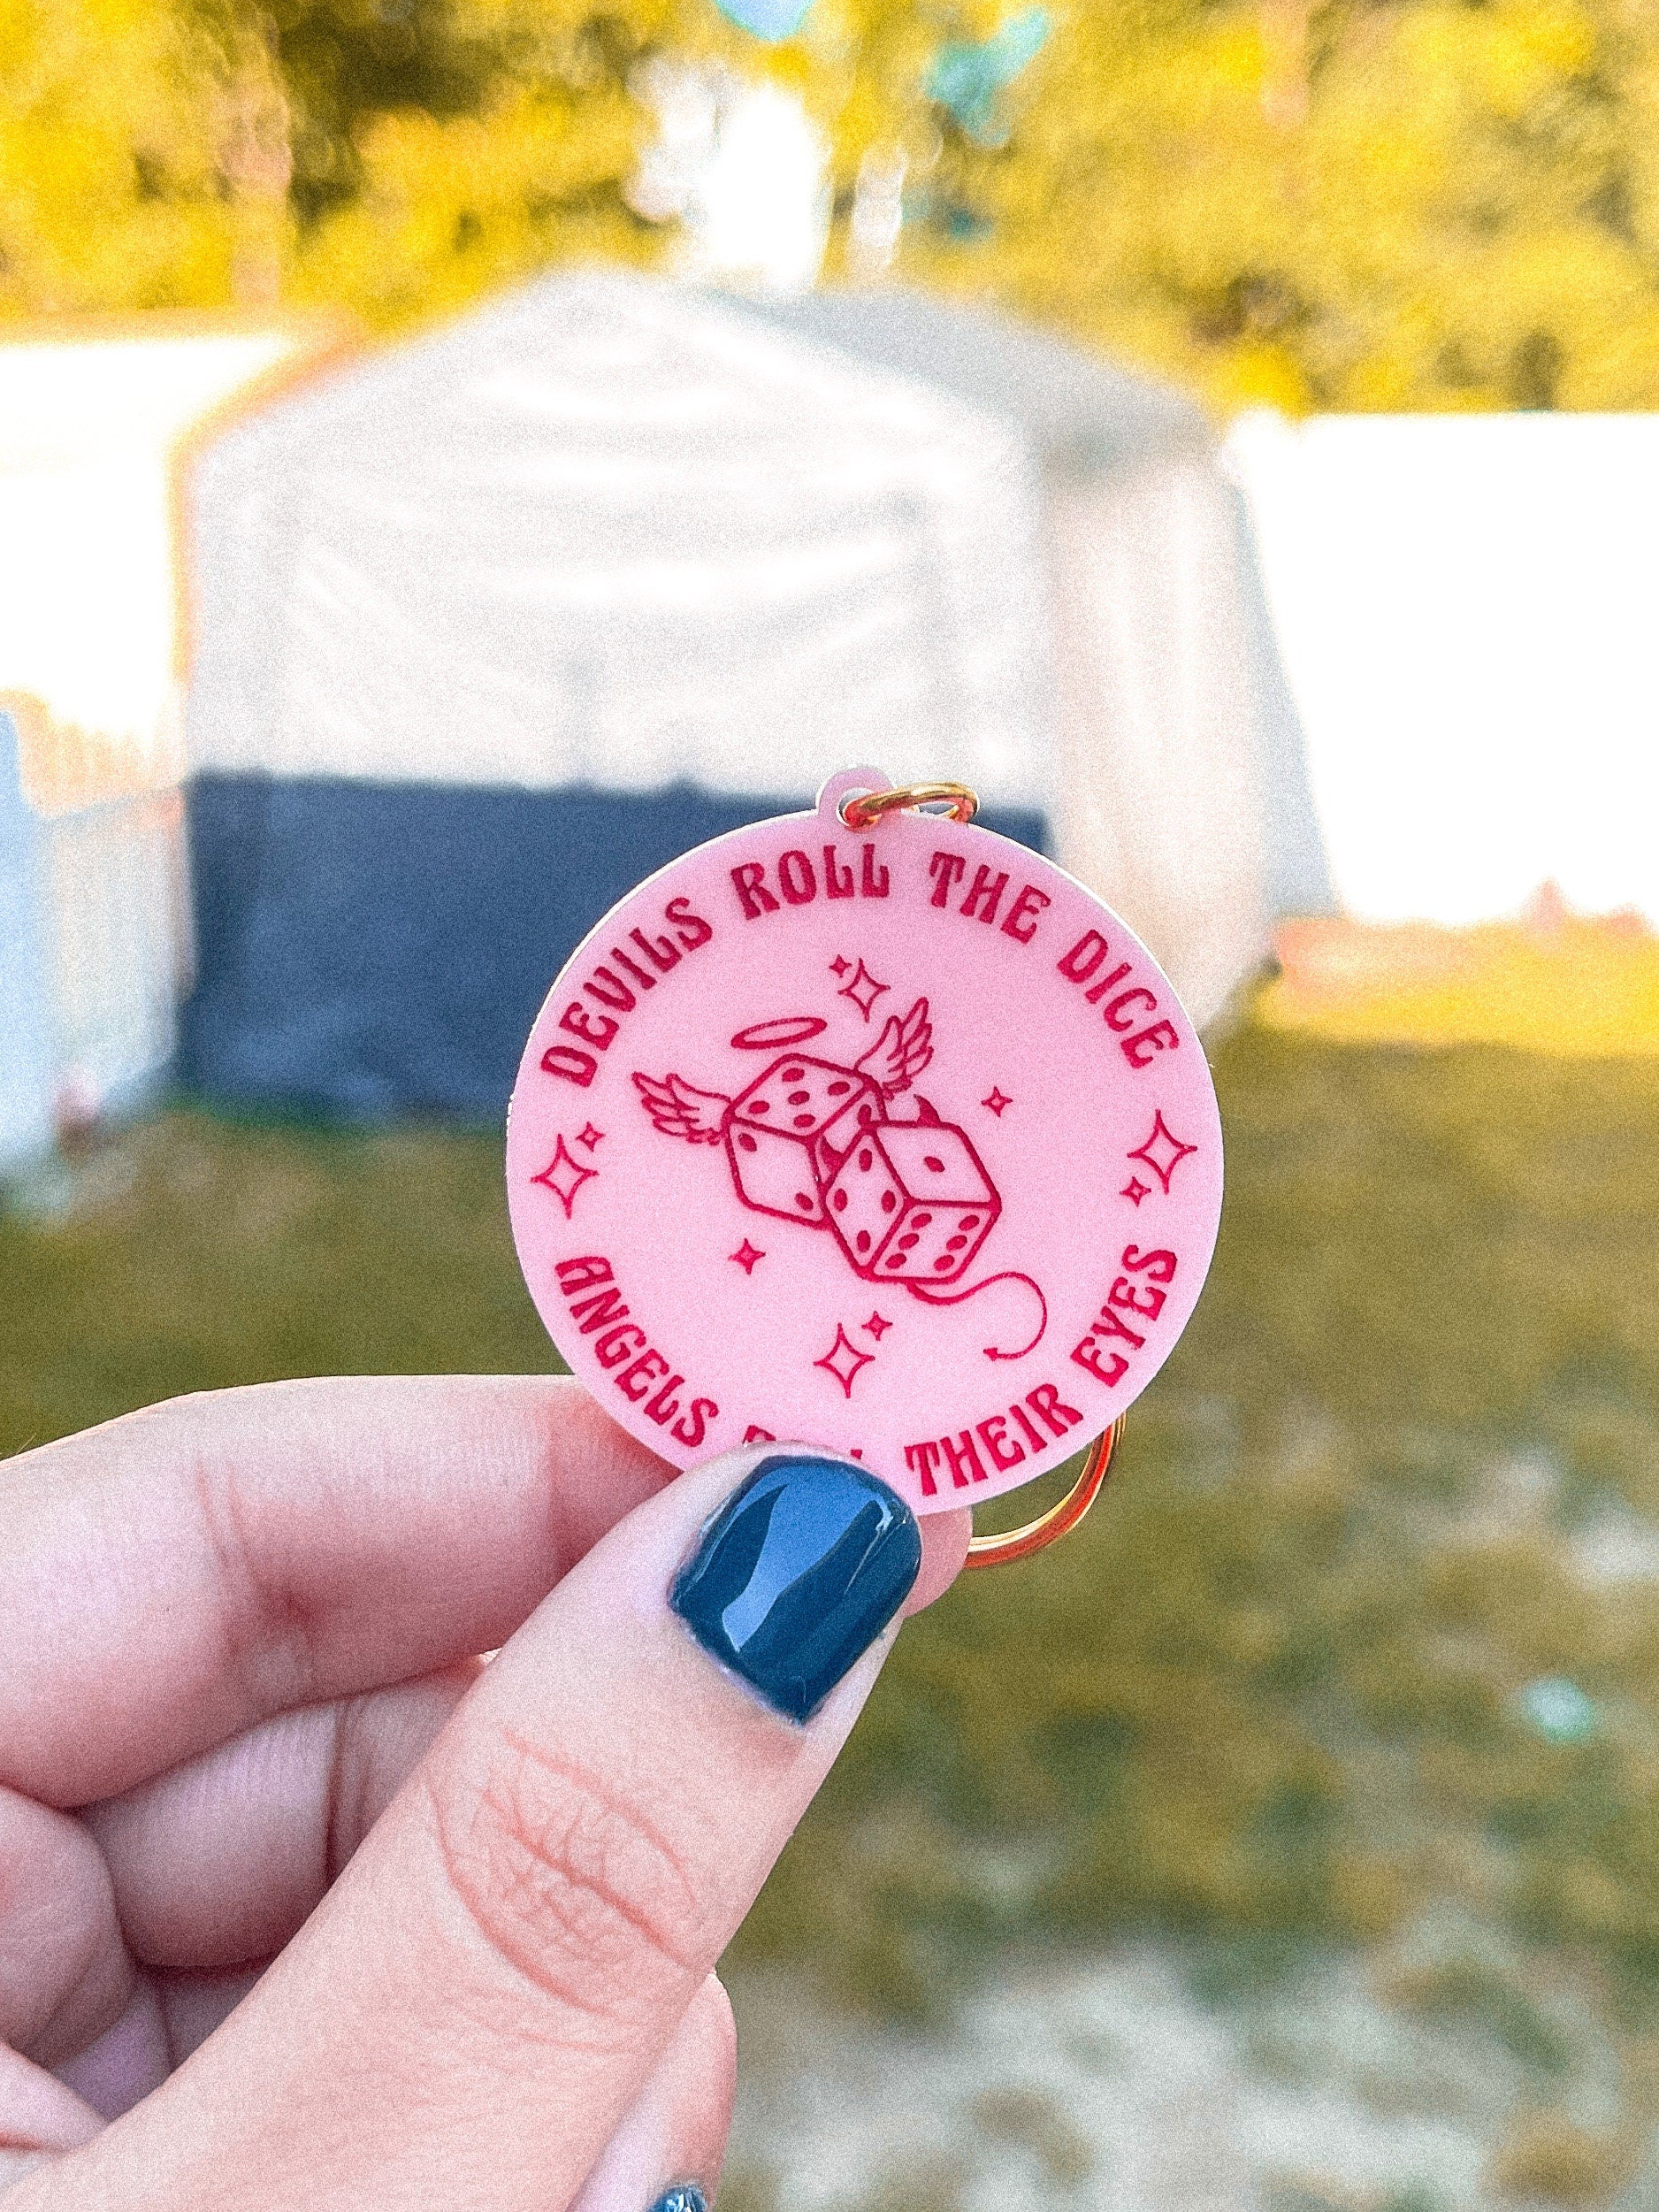 DEVILS ROLL THE DICE
ANGELS THEIR EYES